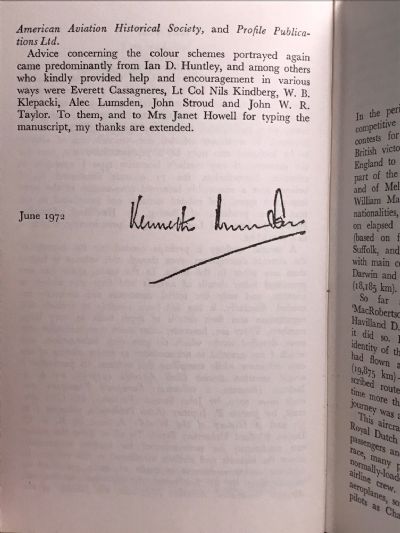 American Aviation Historical Society, and Profile Publica-
tions Ltd.
Advice concerning the colour schemes portrayed again
came predominantly from Ian D. Huntley, and among others
who kindly provided help and encouragement in various
ways were Everett Cassagneres, Lt Col Nils Kindberg, W. B.
Klepacki, Alec Lumsden, John Stroud and John W. R.
Taylor. To them, and to Mrs Janet Howell for typing the
manuscript, my thanks are extended.
June 1972
Kenneth
In the peri
competitive
contests for
British victo
England to
part of the
and of Mel
William Ma
nationalities,
on elapsed
(based on f
Suffolk, and
with main c
Darwin and
(18,185 km).
So far
'MacRobertso
Havilland D.
it did so. I
identity of th
had flown a
(19,875 km)-
scribed route
time more th
journey was a
This aircra
Royal Dutch
passengers an
race, many p
normally-load
airline crew.
aeroplanes, so
pilots as Cha